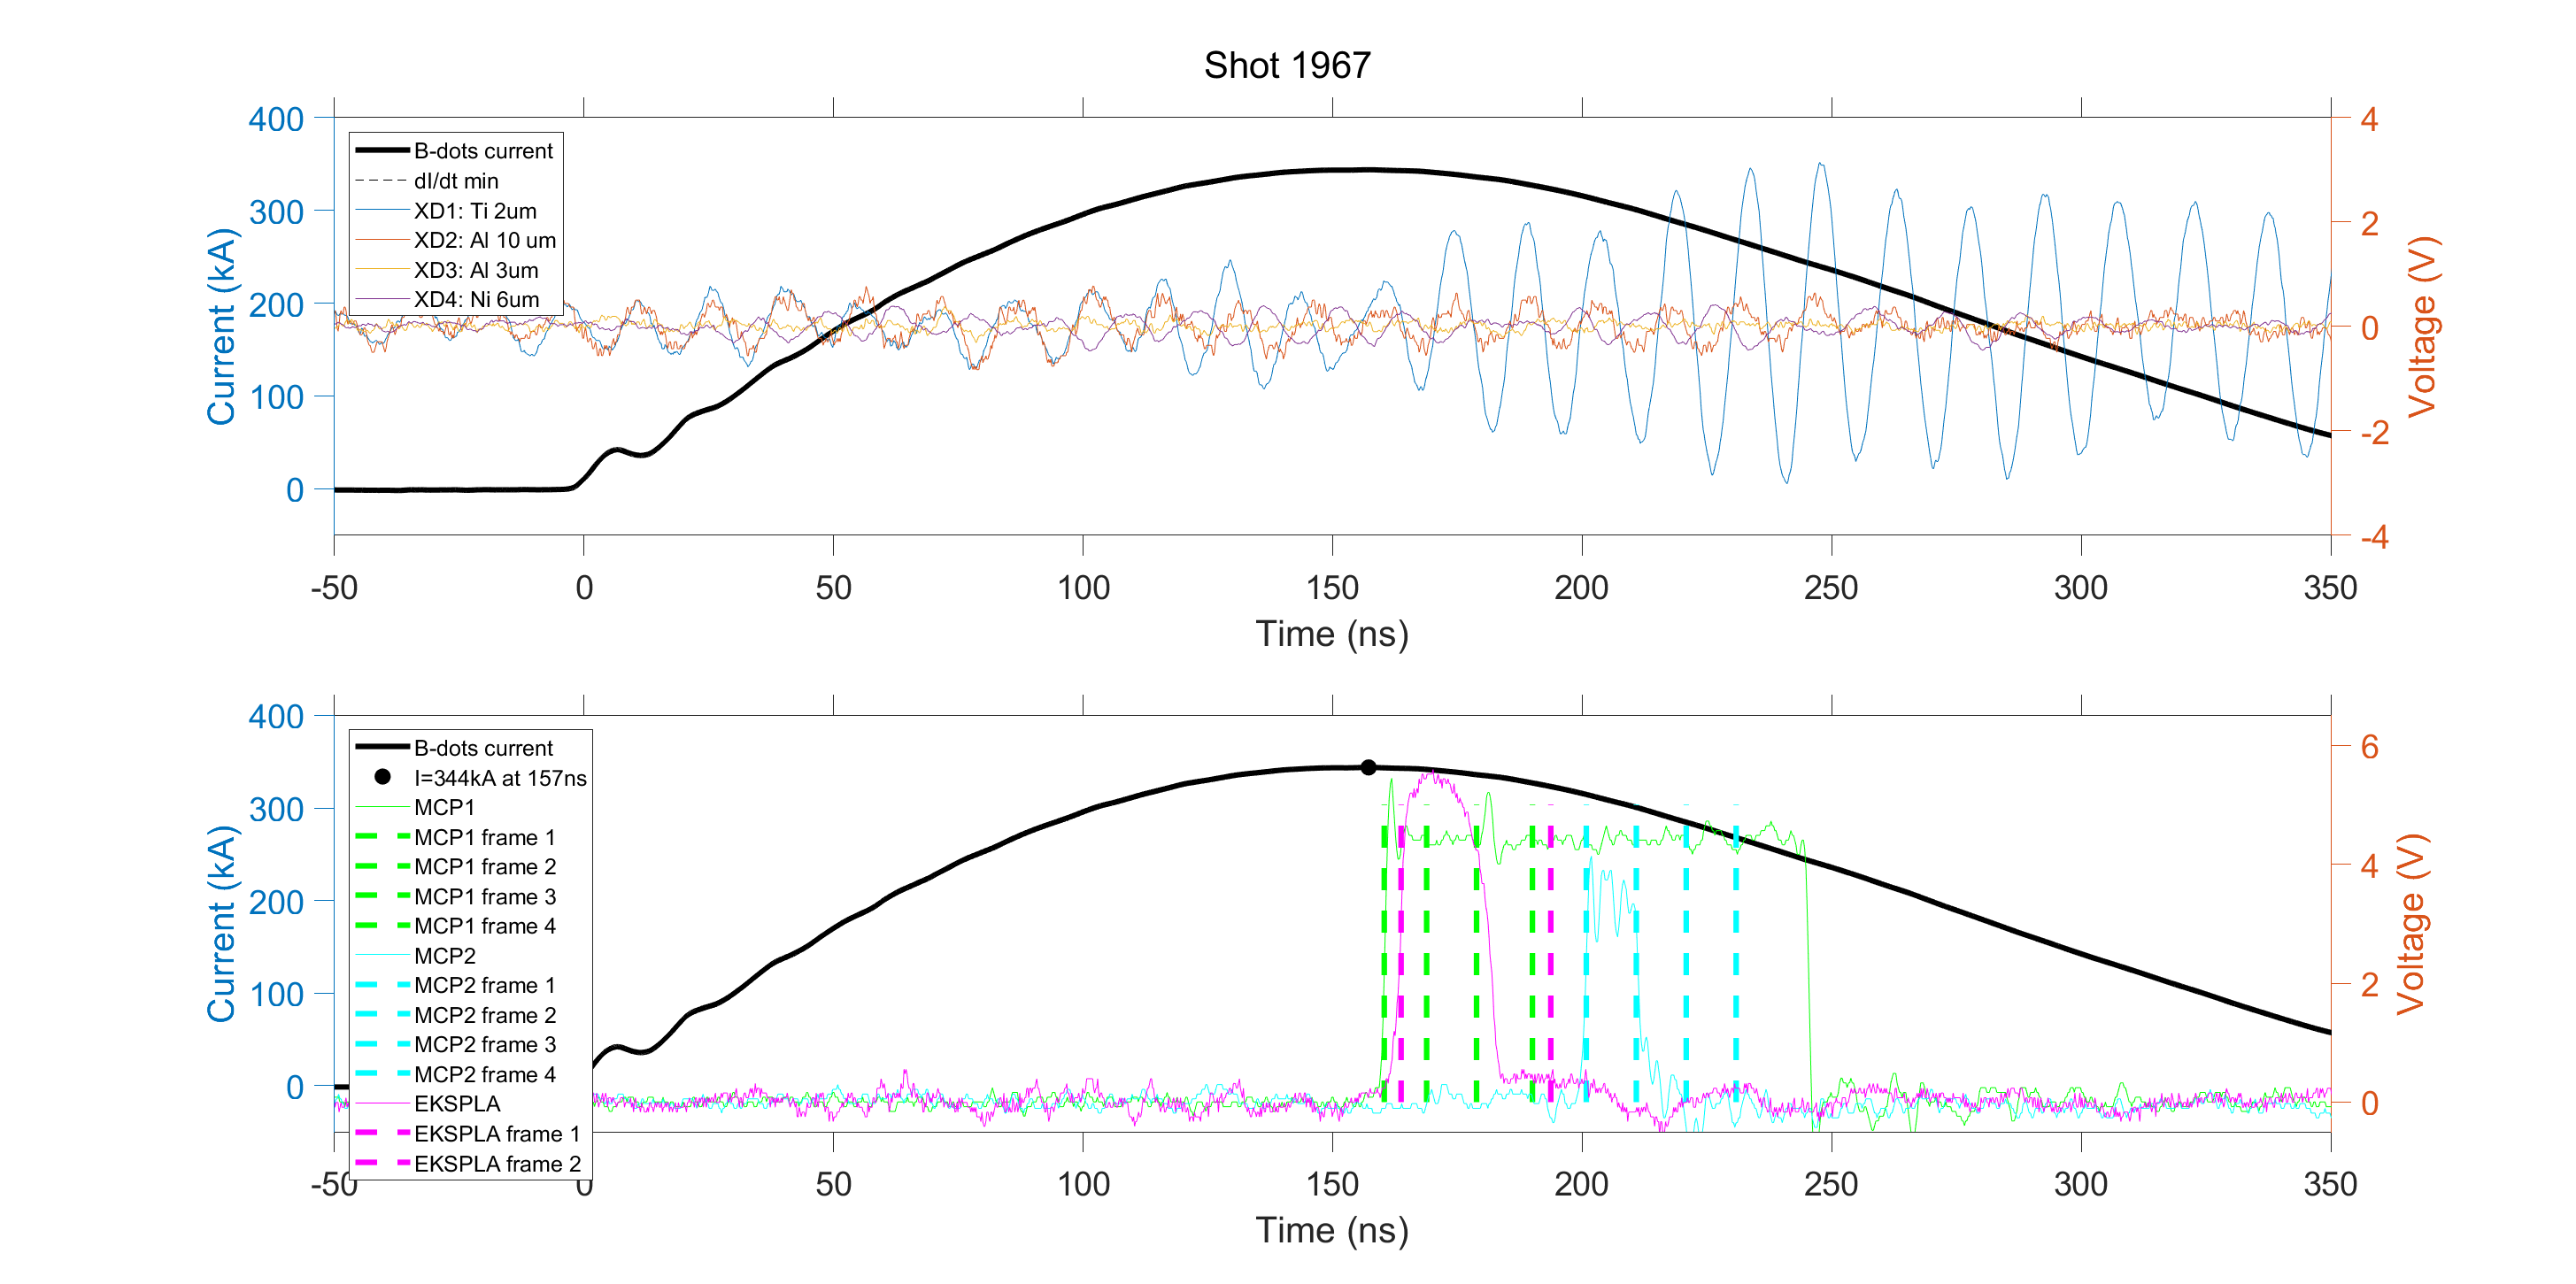 Shot 1967
400
300
200
100
0
Current (kA)
B-dots current
dI/dt min
XD1: Ti 2um
XD2: Al 10 um
XD3: Al 3um
XD4: Ni 6um
4
2
0
-2
-4
Voltage (V)
-50 0 50 100 150 200 250 300 350
Time (ns)
400
300
200
100
0
Current (kA)
B-dots current
I=344kA at 157ns
MCP1
MCP1 frame 1
MCP1 frame 2
MCP1 frame 3
MCP1 frame 4
MCP2
MCP2 frame 1
MCP2 frame 2
MCP2 frame 3
MCP2 frame 4
EKSPLA
EKSPLA frame 1
EKSPLA frame 2
6
4
2
0
Voltage (V)
-50 0 50 100 150 200 250 300 350
Time (ns)